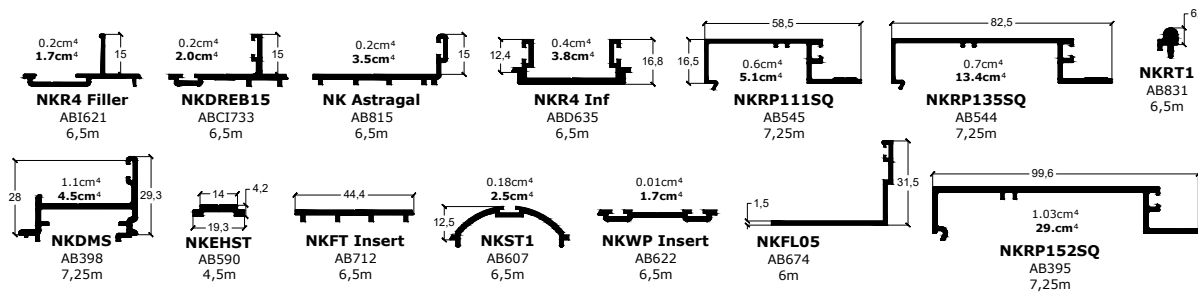 0.2cm⁴
1.7cm⁴
15
NKR4 Filler
ABI621
6,5m
0.2cm⁴
2.0cm⁴
15
NKDREB15
ABCI733
6,5m
0.2cm⁴
3.5cm⁴
15
NK Astragal
AB815
6,5m
12,4
0.4cm⁴
3.8cm⁴
16,8
NKR4 Inf
ABD635
6,5m
58,5
16,5
0.6cm⁴
5.1cm⁴
NKRP111SQ
AB545
7,25m
82,5
0.7cm⁴
13.4cm⁴
NKRP135SQ
AB544
7,25m
6
NKRT1
AB831
6,5m
28
1.1cm⁴
4.5cm⁴
29,3
NKDMS
AB398
7,25m
14
4,2
19,3
NKEHST
AB590
4,5m
44,4
NKFT Insert
AB712
6,5m
0.18cm⁴
2.5cm⁴
12,5
NKST1
AB607
6,5m
0.01cm⁴
1.7cm⁴
NKWP Insert
AB622
6,5m
1,5
31,5
NKFL05
AB674
6m
99,6
1.03cm⁴
29.cm⁴
NKRP152SQ
AB395
7,25m